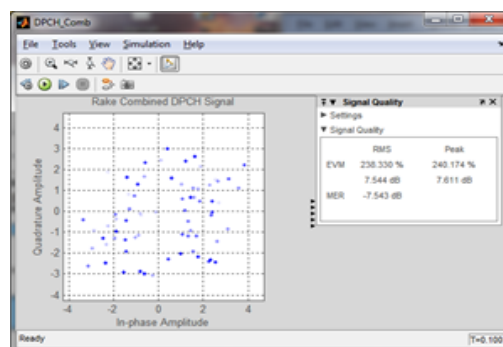 DPCH_Comb
File Tools View Simulation Help
Rake Combined DPCH Signal
Quadrature Amplitude
4
3
2
1
0
-1
-2
-3
-4
-4 -2 0 2 4
In-phase Amplitude
Signal Quality
Settings
Signal Quality
RMS Peak
EVM 238.330 % 240.174 %
7.544 dB 7.611 dB
MER -7.543 dB
Ready
T=0.100